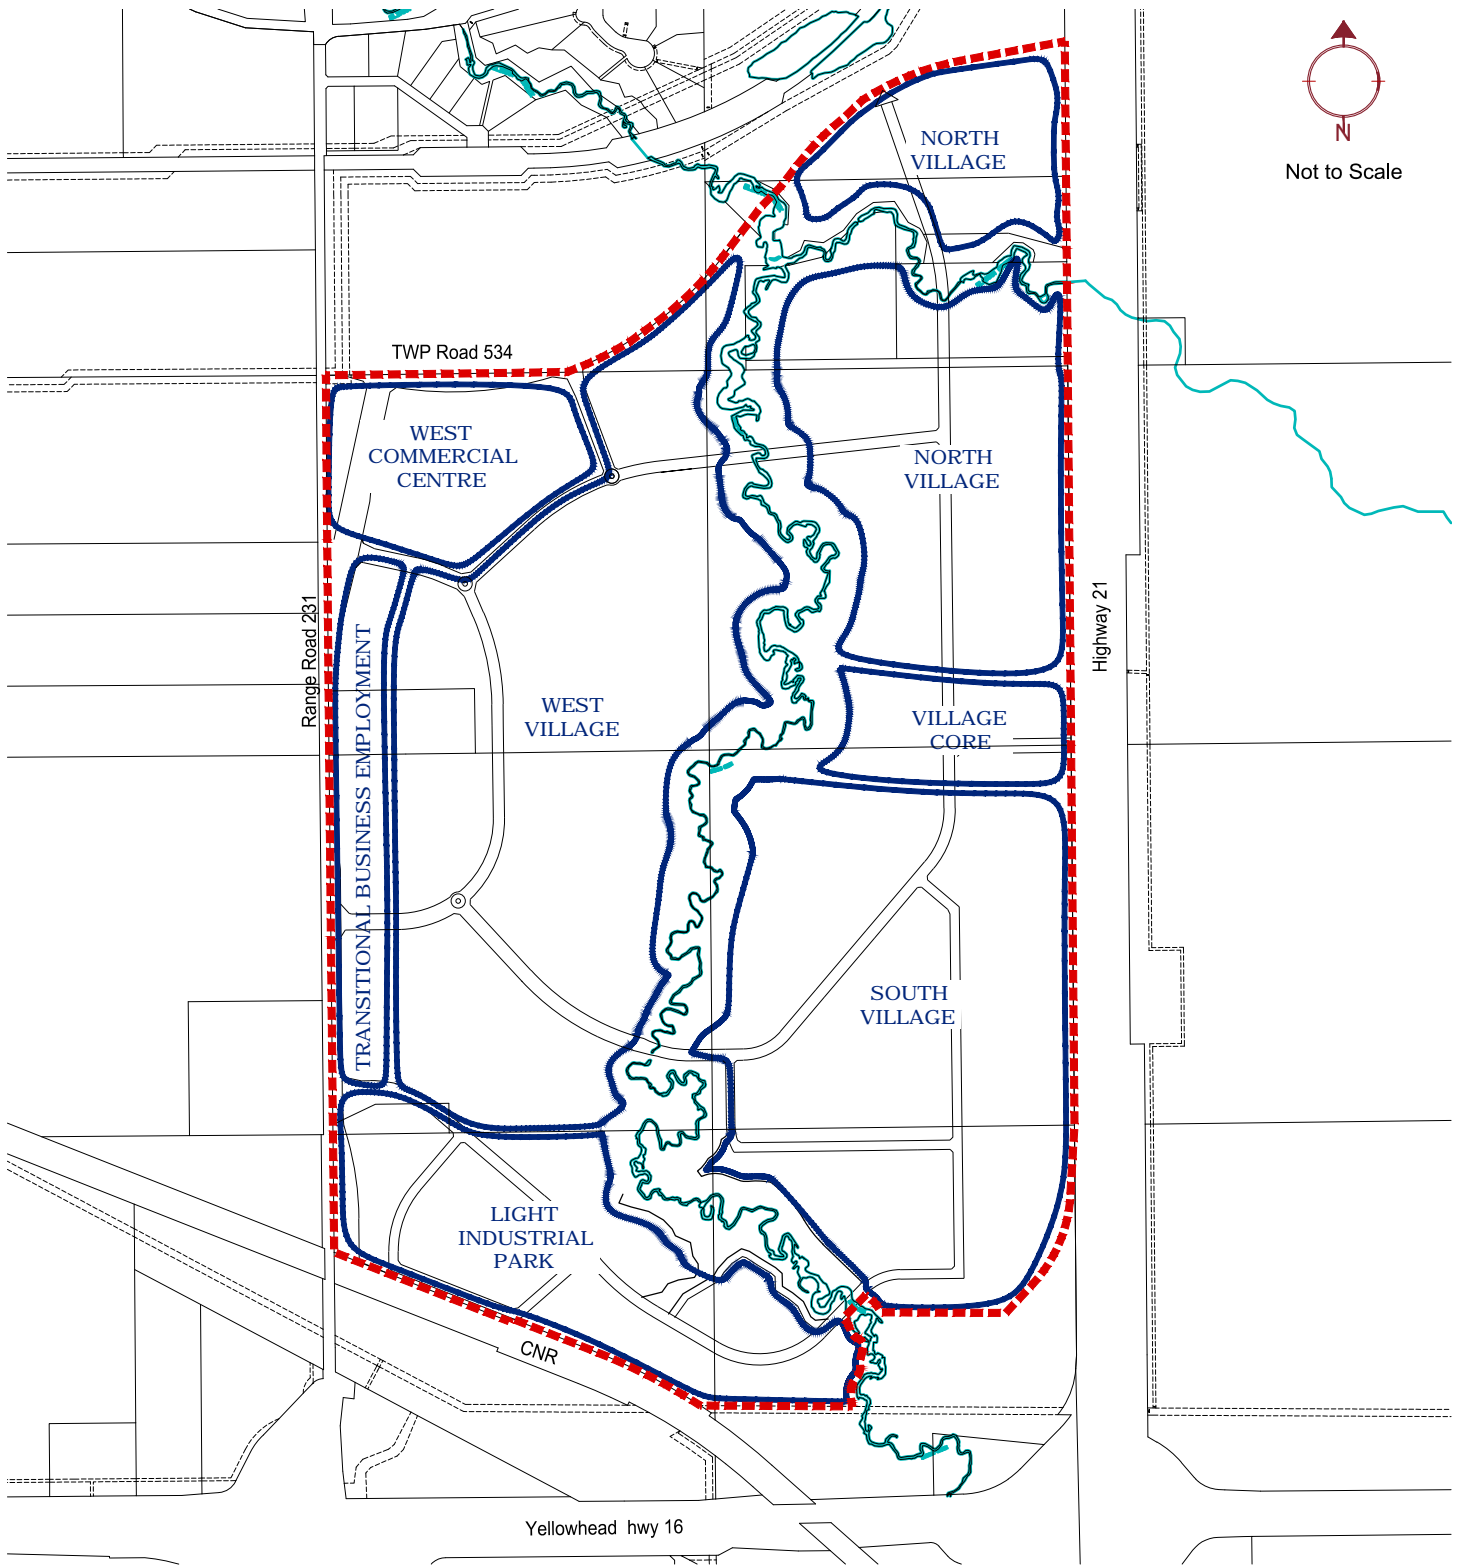 NORTH
VILLAGE
N
Not to Scale
TWP Road 534
WEST
COMMERCIAL
CENTRE
NORTH
VILLAGE
Range Road 231
Highway 21
TRANSITIONAL BUSINESS EMPLOYMENT
WEST
VILLAGE
VILLAGE
CORE
SOUTH
VILLAGE
LIGHT
INDUSTRIAL
PARK
CNR
Yellowhead hwy 16